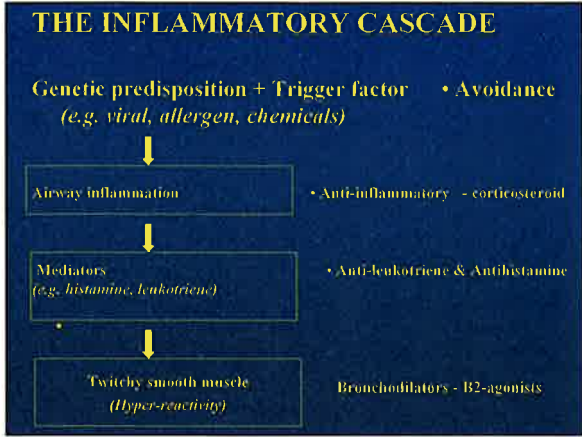 THE INFLAMMATORY CASCADE
Genetic predisposition + Trigger factor • Avoidance
(e.g. viral, allergen, chemicals)
Airway inflammation • Anti-inflammatory - corticosteroid
Mediators • Anti-leukotriene & Antihistamine
(e.g. histamine, leukotriene)
•
Twitchy smooth muscle Bronchodilators - B2-agonists
(Hyper-reactivity)